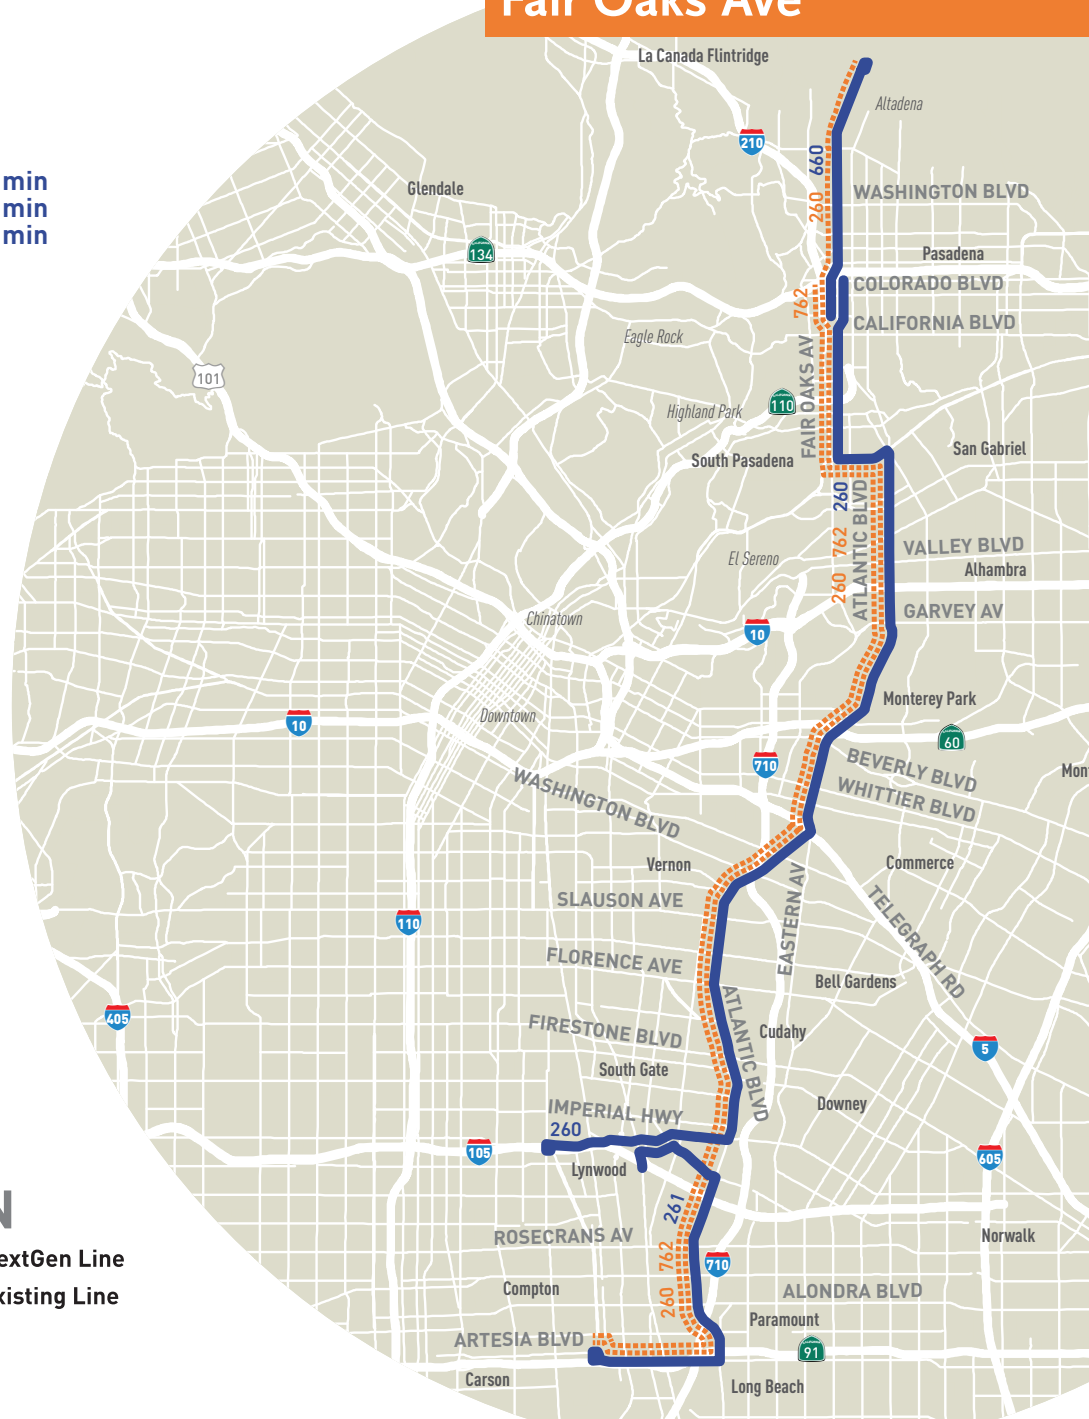 Fair Oaks Ave
La Canada Flintridge
Altadena
210
660
min
min
min
Glendale
260
WASHINGTON BLVD
134
Pasadena
COLORADO BLVD
762
CALIFORNIA BLVD
Eagle Rock
FAIR OAKS AV
101
110
Highland Park
South Pasadena
San Gabriel
260
ATLANTIC BLVD
762
VALLEY BLVD
El Sereno
Alhambra
260
GARVEY AV
Chinatown
10
Monterey Park
Downtown
10
60
710
BEVERLY BLVD
Mon
WASHINGTON BLVD
WHITTIER BLVD
Vernon
Commerce
SLAUSON AVE
EASTERN AV
TELEGRAPH RD
110
FLORENCE AVE
Bell Gardens
ATLANTIC BLVD
405
FIRESTONE BLVD
Cudahy
5
South Gate
IMPERIAL HWY
Downey
260
105
605
Lynwood
261
N
ROSECRANS AV
Norwalk
extGen Line
762
710
Compton
ALONDRA BLVD
xisting Line
260
Paramount
ARTESIA BLVD
91
Carson
Long Beach